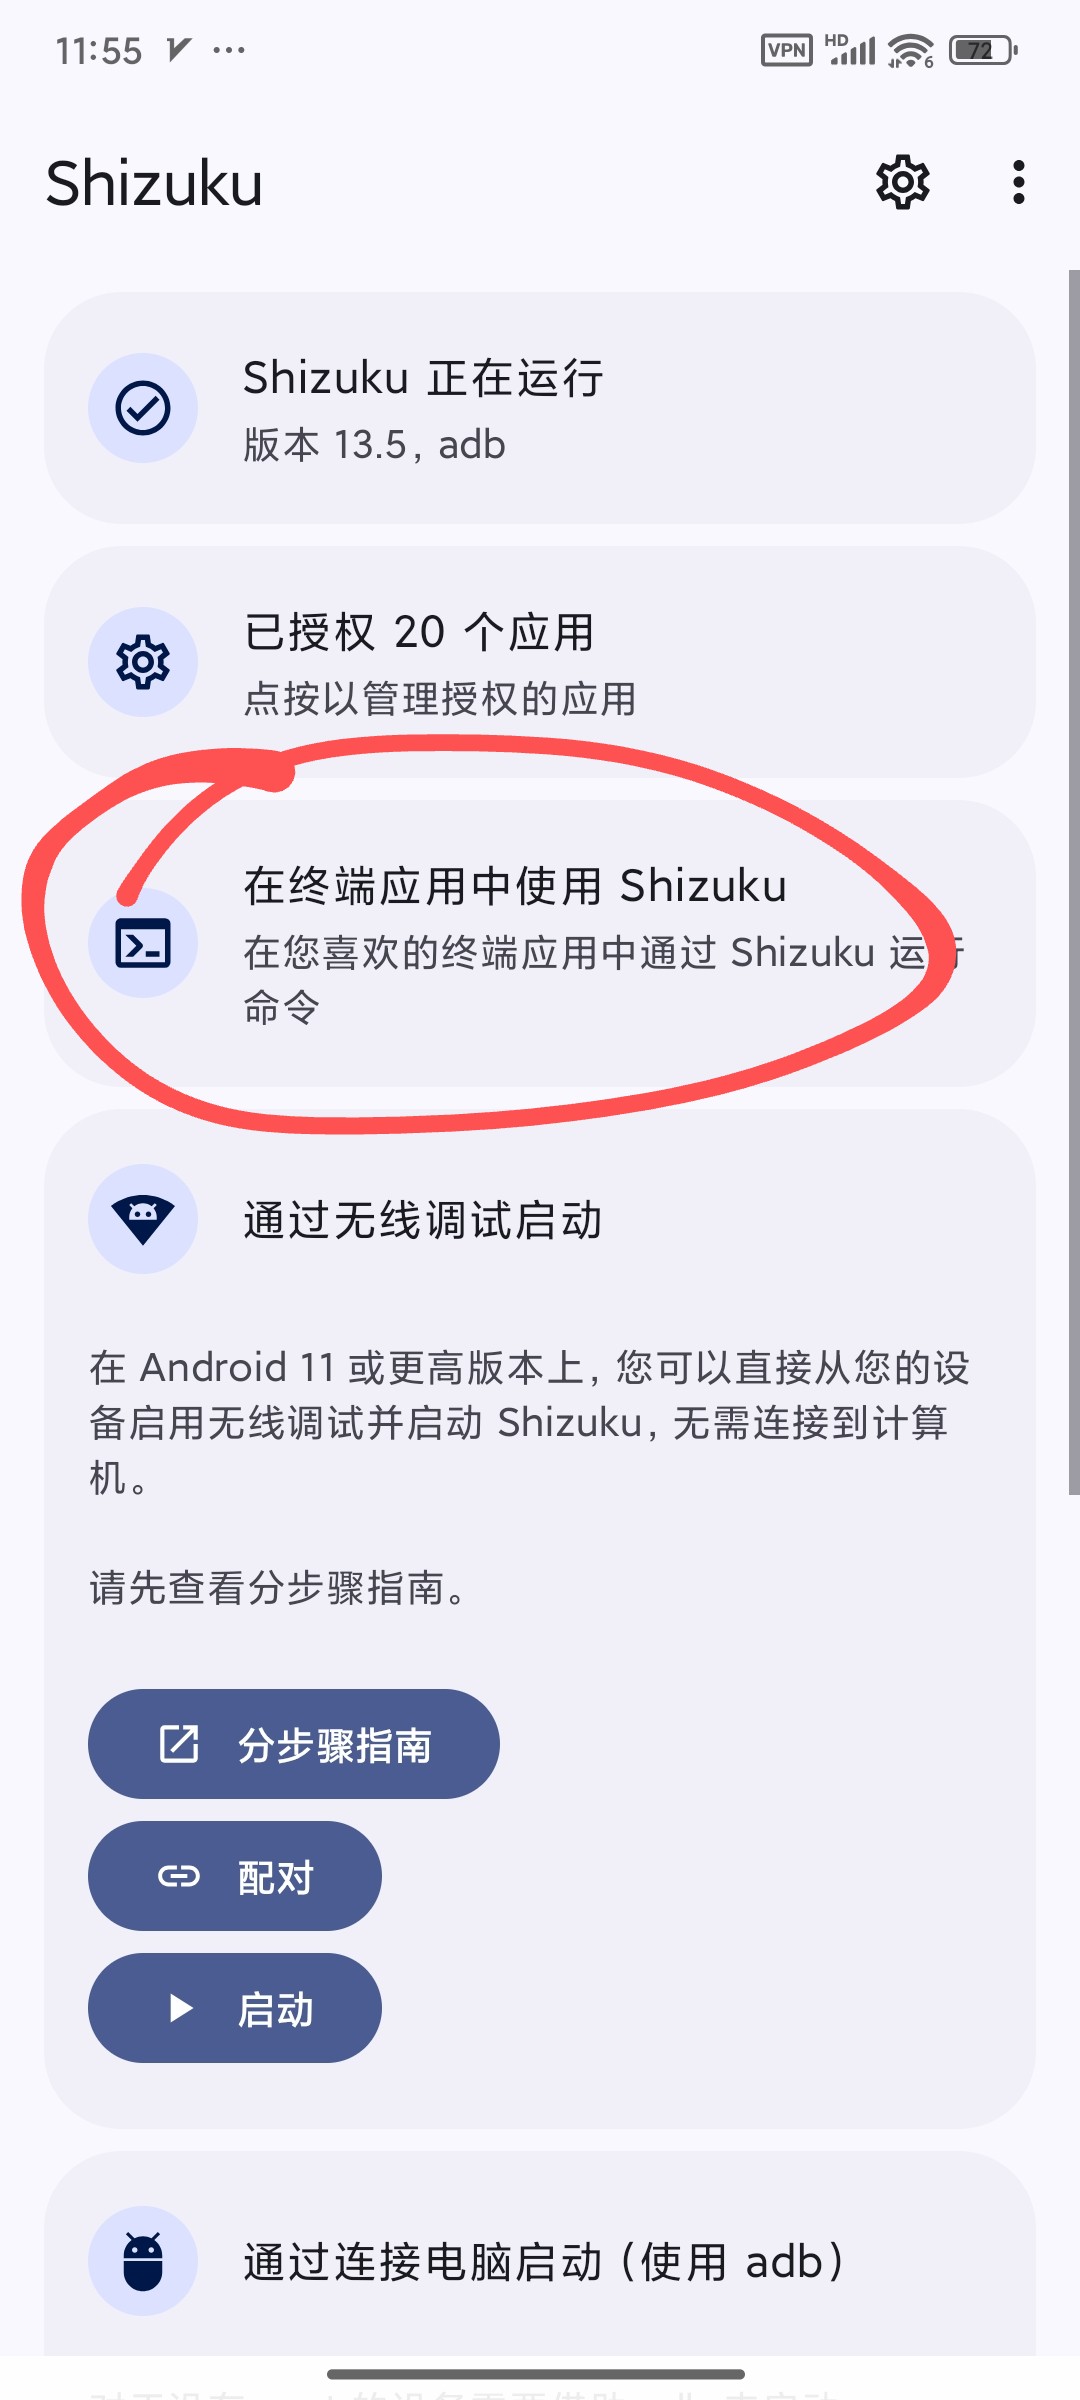 11:55
VPN HD 6 72
Shizuku
Shizuku 正在运行
版本 13.5, adb
已授权 20 个应用
点按以管理授权的应用
在终端应用中使用 Shizuku
在您喜欢的终端应用中通过 Shizuku 运行
命令
通过无线调试启动
在 Android 11 或更高版本上, 您可以直接从您的设
备启用无线调试并启动 Shizuku, 无需连接到计算
机。
请先查看分步骤指南。
分步骤指南
配对
启动
通过连接电脑启动 (使用 adb)